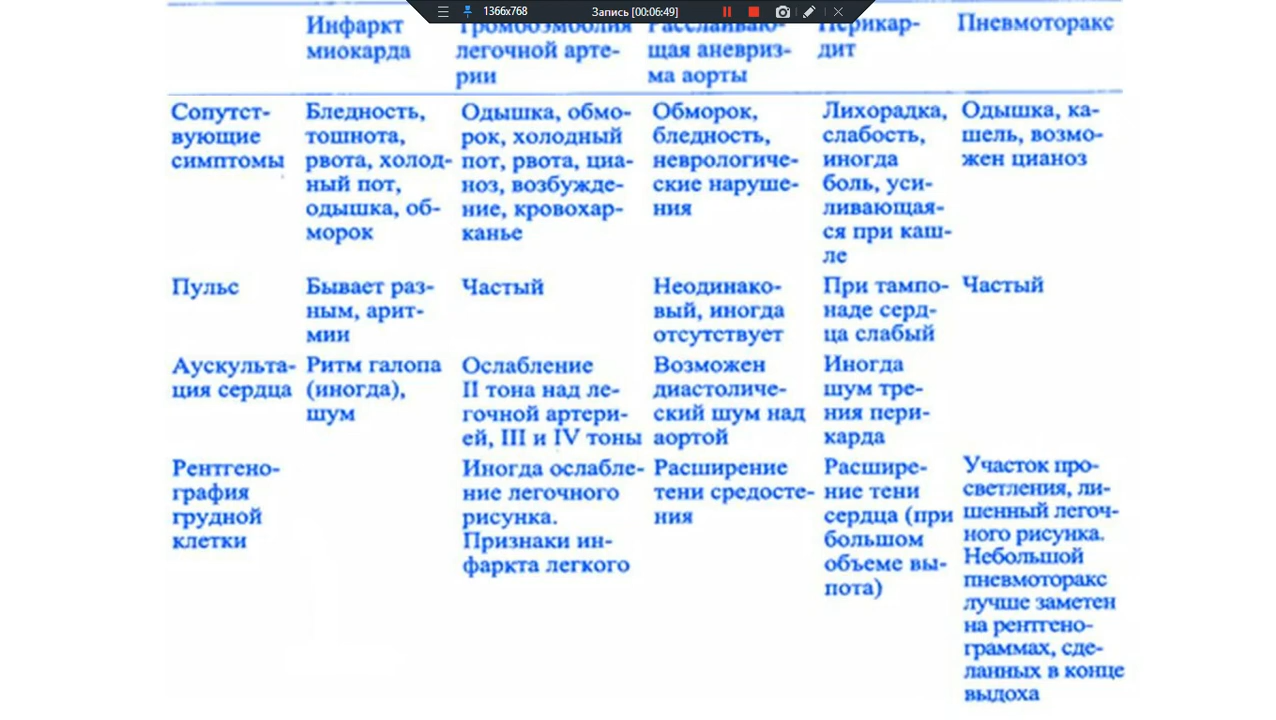 1366x768
Запись [00:06:49]
Инфаркт
миокарда
Тромбоэмболия
легочной арте-
рии
Расслаиваю-
щая аневриз-
ма аорты
Перикар-
дит
Пневмоторакс
Сопутст-
вующие
симптомы
Бледность,
тошнота,
рвота, холод-
ный пот,
одышка, об-
морок
Одышка, обмо-
рок, холодный
пот, рвота, циа-
ноз, возбужде-
ние, кровохар-
канье
Обморок,
бледность,
неврологиче-
ские наруше-
ния
Лихорадка,
слабость,
иногда
боль, уси-
ливающая-
ся при каш-
ле
Одышка, ка-
шель, возмо-
жен цианоз
Пульс
Бывает раз-
ным, арит-
мии
Частый
Неодинако-
вый, иногда
отсутствует
При тампо-
наде серд-
ца слабый
Частый
Аускульта-
ция сердца
Ритм галопа
(иногда),
шум
Ослабление
II тона над ле-
гочной артери-
ей, III и IV тоны
Возможен
диастоличе-
ский шум над
аортой
Иногда
шум тре-
ния пери-
карда
Рентгено-
графия
грудной
клетки
Иногда ослабле-
ние легочного
рисунка.
Признаки ин-
фаркта легкого
Расширение
тени средосте-
ния
Расшире-
ние тени
сердца (при
большом
объеме вы-
пота)
Участок про-
светления, ли-
шенный легоч-
ного рисунка.
Небольшой
пневмоторакс
лучше заметен
на рентгено-
граммах, сде-
ланных в конце
выдоха